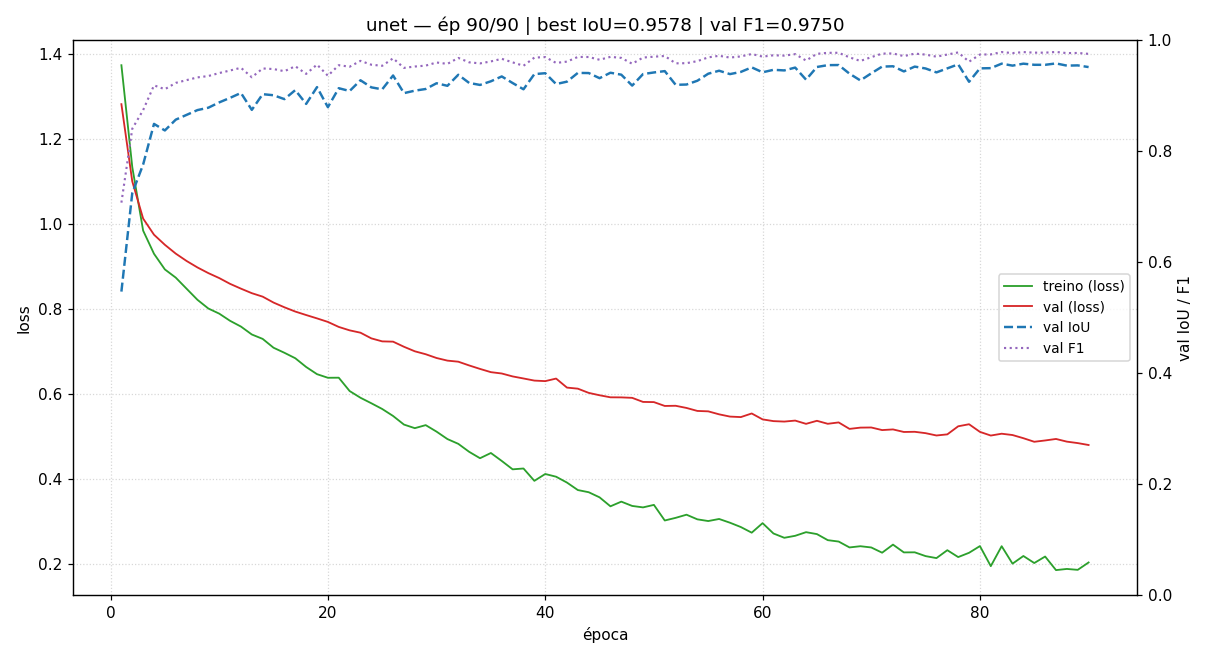 unet — ép 90/90 | best IoU=0.9578 | val F1=0.9750
1.4
1.2
1.0
0.8
0.6
0.4
0.2
loss
1.0
0.8
0.6
0.4
0.2
0.0
val IoU / F1
treino (loss)
val (loss)
val IoU
val F1
0 20 40 60 80
época